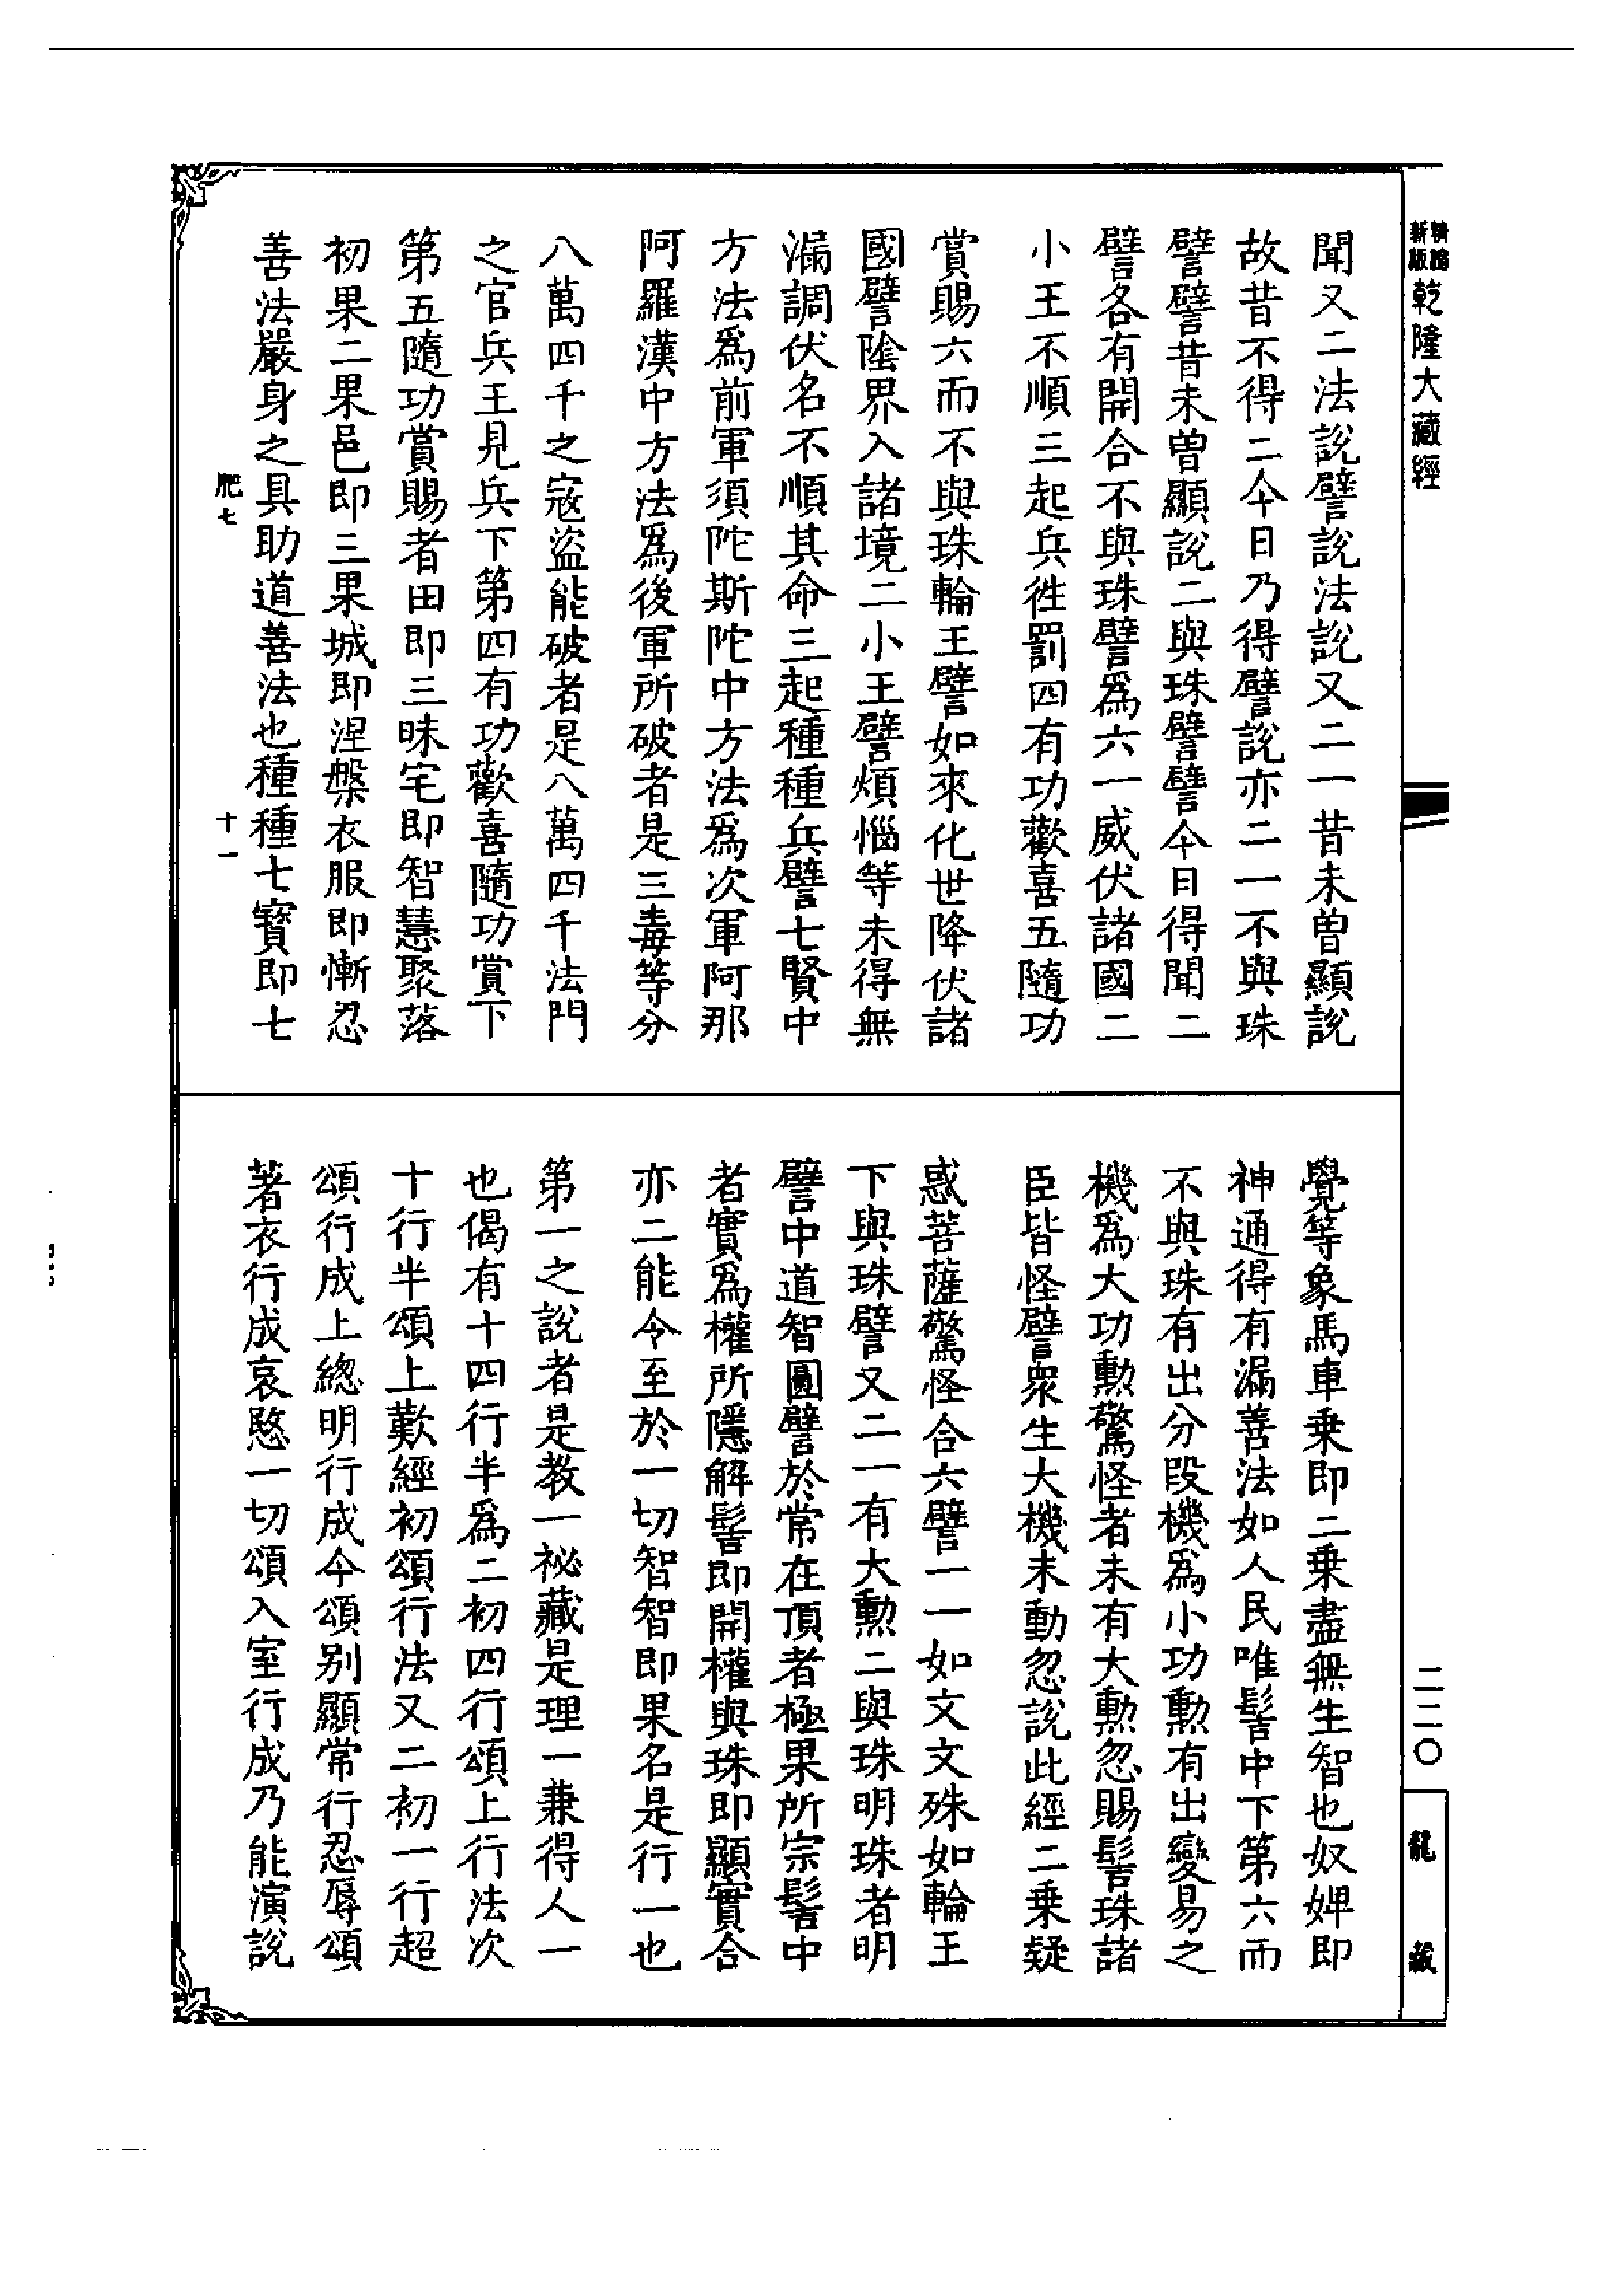 新版
精縮
乾隆大藏經
聞又二法說譬說法說又二一昔未曽顯說
故昔不得二今日乃得譬說亦二一不與珠
譬譬昔未曽顯說二與珠譬譬今日得聞二
譬各有開合不與珠譬爲六一威伏諸國二
小王不順三起兵徃罰四有功歡喜五隨功
賞賜六而不與珠輪王譬如來化世降伏諸
國譬陰界入諸境二小王譬煩惱等未得無
漏調伏名不順其命三起種種兵譬七賢中
方法爲前軍須陀斯陀中方法爲次軍阿那
阿羅漢中方法爲後軍所破者是三毒等分
八萬四千之寇盜能破者是八萬四千法門
之官兵王見兵下第四有功歡喜隨功賞下
第五隨功賞賜者田即三昧宅即智慧聚落
初果二果邑即三果城即涅槃衣服即慚忍
善法嚴身之具助道善法也種種七寳即七
肥七
十一
覺等象馬車乗即二乗盡無生智也奴婢即
神通得有漏善法如人民唯髻中下第六而
不與珠有出分段機爲小功勲有出變易之
機爲大功勲驚怪者未有大勲忽賜髻珠諸
臣皆怪譬衆生大機未動忽說此經二乗疑
惑菩薩驚怪合六譬一一如文文殊如輪王
下與珠譬又二一有大勲二與珠明珠者明
譬中道智圓譬於常在頂者極果所宗髻中
者實爲權所隱解髻即開權與珠即顯實合
亦二能令至於一切智智即果名是行一也
第一之說者是教一祕藏是理一兼得人一
也偈有十四行半爲二初四行頌上行法次
十行半頌上歎經初頌行法又二初一行超
頌行成上總明行成今頌别顯常行忍辱頌
著衣行成哀愍一切頌入室行成乃能演說
二二〇
龍藏